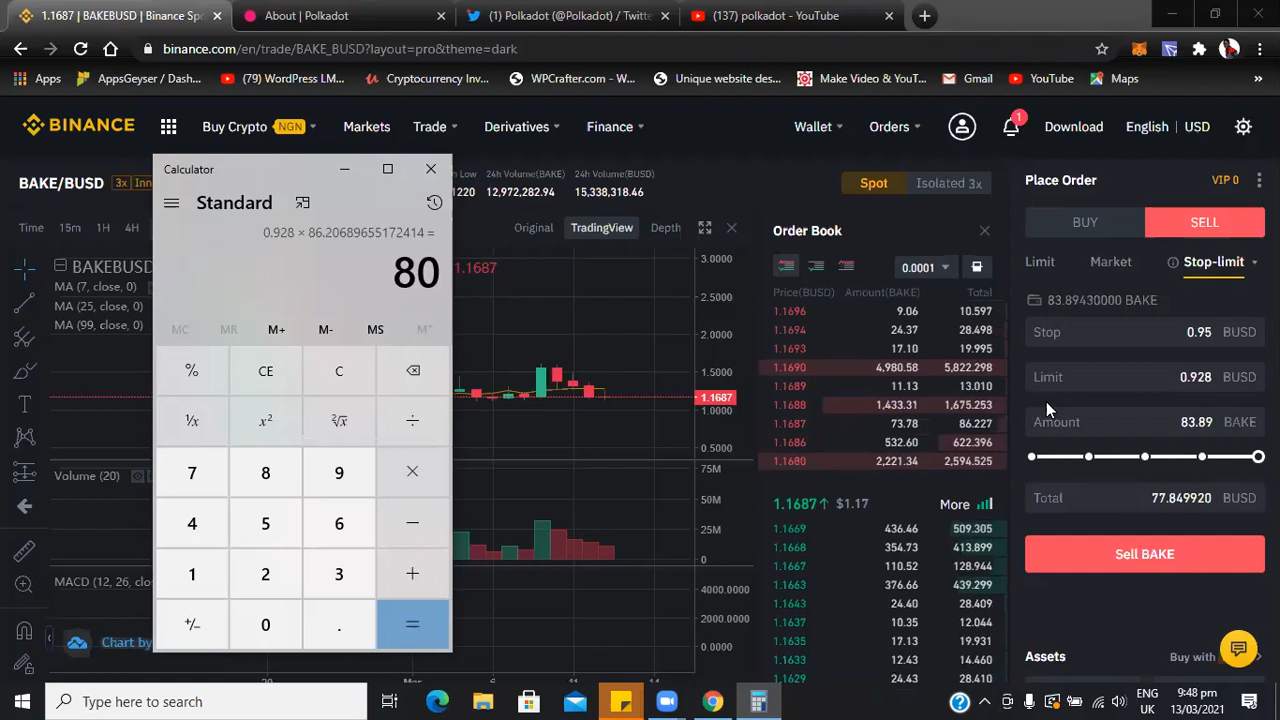 1.1687 | BAKEBUSD | Binance Spo
About | Polkadot
(1) Polkadot (@Polkadot) / Twitte
(137) polkadot - YouTube
binance.com/en/trade/BAKE_BUSD?layout=pro&theme=dark
Apps
AppsGeyser / Dash...
(79) WordPress LM...
Cryptocurrency Inv...
WPCrafter.com - W...
Unique website des...
Make Video & YouT...
Gmail
YouTube
Maps
»
BINANCE
Buy Crypto NGN
Markets
Trade
Derivatives
Finance
Wallet
Orders
1
Download
English | USD
BAKE/BUSD 3x Inn
Low 24h Volume(BAKE) 24h Volume(BUSD)
1220 12,972,282.94 15,338,318.46
Time 15m 1H 4H
Original TradingView Depth
BAKEBUSD
1.1687
MA (7, close, 0)
MA (25, close, 0)
MA (99, close, 0)
Volume (20)
MACD (12, 26, clo
Chart by
3.0000
2.5000
2.0000
1.5000
1.1687
1.0000
0.5000
75M
50M
25M
0
4000.0000
2000.0000
0.0000
11
14
Calculator
Standard
0.928 × 86.20689655172414 =
80
MC MR M+ M- MS M˅
% CE C
¹/x x² ²√x ÷
7 8 9 ×
4 5 6 −
1 2 3 +
+/− 0 . =
Spot Isolated 3x
Order Book
0.0001
Price(BUSD) Amount(BAKE) Total
1.1696 9.06 10.597
1.1694 24.37 28.498
1.1693 17.10 19.995
1.1690 4,980.58 5,822.298
1.1689 11.13 13.010
1.1688 1,433.31 1,675.253
1.1687 73.78 86.227
1.1686 532.60 622.396
1.1680 2,221.34 2,594.525
1.1687↑ $1.17 More
1.1669 436.46 509.305
1.1668 354.73 413.899
1.1667 110.52 128.944
1.1663 376.66 439.299
1.1643 24.40 28.409
1.1637 10.35 12.044
1.1635 17.13 19.931
1.1633 12.43 14.460
1.1628 24.41
Place Order VIP 0
BUY SELL
Limit Market Stop-limit
83.89430000 BAKE
Stop 0.95 BUSD
Limit 0.928 BUSD
Amount 83.89 BAKE
Total 77.849920 BUSD
Sell BAKE
Assets Buy with
Type here to search
ENG
UK
9:48 pm
13/03/2021